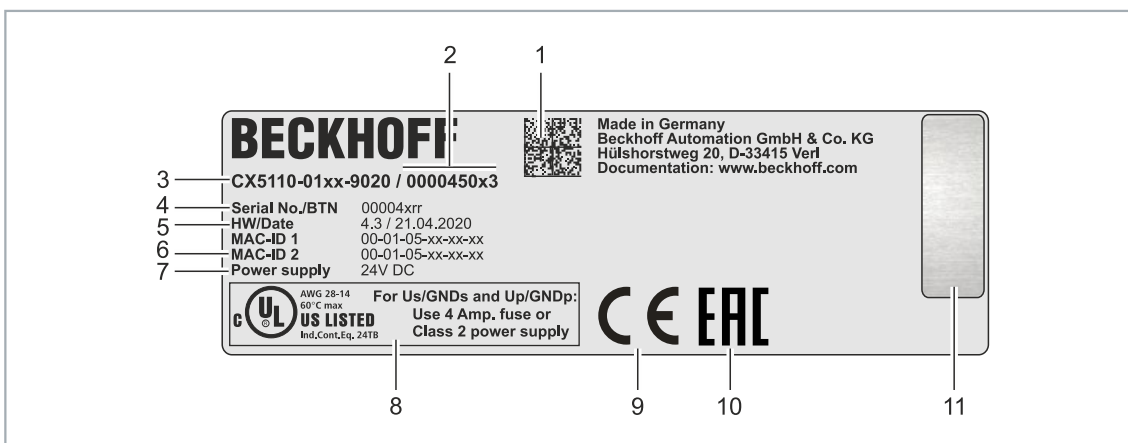 2
1
BECKHOFF
Made in Germany
Beckhoff Automation GmbH & Co. KG
Hülshorstweg 20, D-33415 Verl
Documentation: www.beckhoff.com
3
CX5110-01xx-9020 / 0000450x3
4
Serial No./BTN 00004xrr
5
HW/Date 4.3 / 21.04.2020
MAC-ID 1 00-01-05-xx-xx-xx
6
MAC-ID 2 00-01-05-xx-xx-xx
7
Power supply 24V DC
C UL US LISTED
AWG 28-14
60°C max
Ind.Cont.Eq. 24TB
For Us/GNDs and Up/GNDp:
Use 4 Amp. fuse or
Class 2 power supply
CE
EAC
8
9
10
11